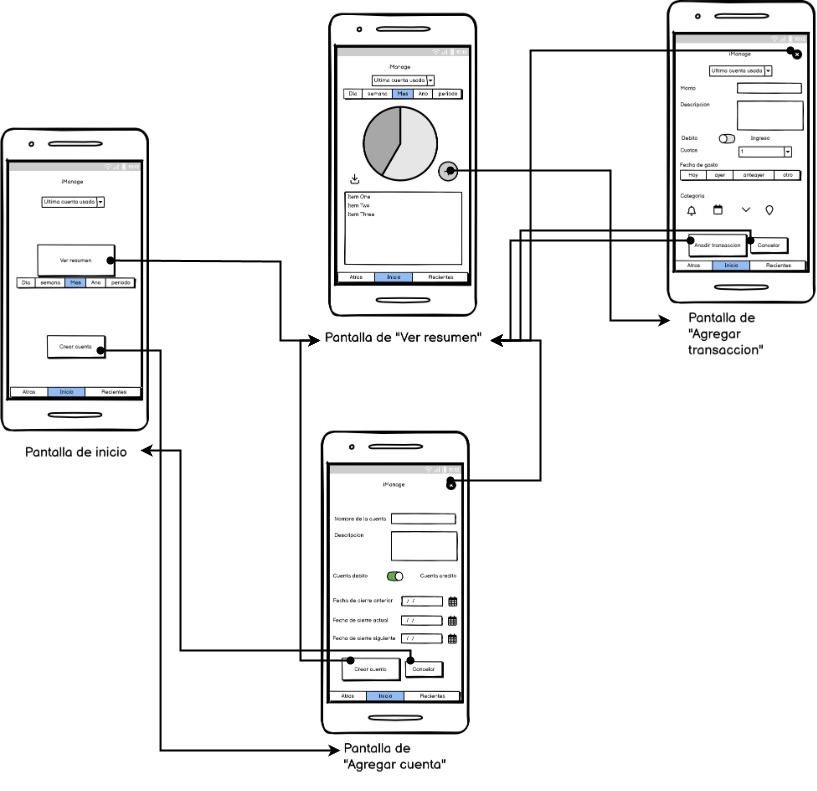 iManage
Ultima cuenta usada
Ver resumen
Dia semana Mes Ano periodo
Crear cuenta
Atras Inicio Recientes
Pantalla de inicio
iManage
Ultima cuenta usada
Dia semana Mes Ano periodo
Item One
Item Two
Item Three
Atras Inicio Recientes
Pantalla de "Ver resumen"
iManage
Ultima cuenta usada
Monto
Descripcion
Debito Ingreso
Cuotas 1
Fecha de gasto
Hoy ayer anteayer otro
Categoria
Anadir transaccion Cancelar
Atras Inicio Recientes
Pantalla de
"Agregar
transaccion"
iManage
Nombre de la cuenta
Descripcion
Cuenta debito Cuenta credito
Fecha de cierre anterior / /
Fecha de cierre actual / /
Fecha de cierre siguiente / /
Crear cuenta Cancelar
Atras Inicio Recientes
Pantalla de
"Agregar cuenta"